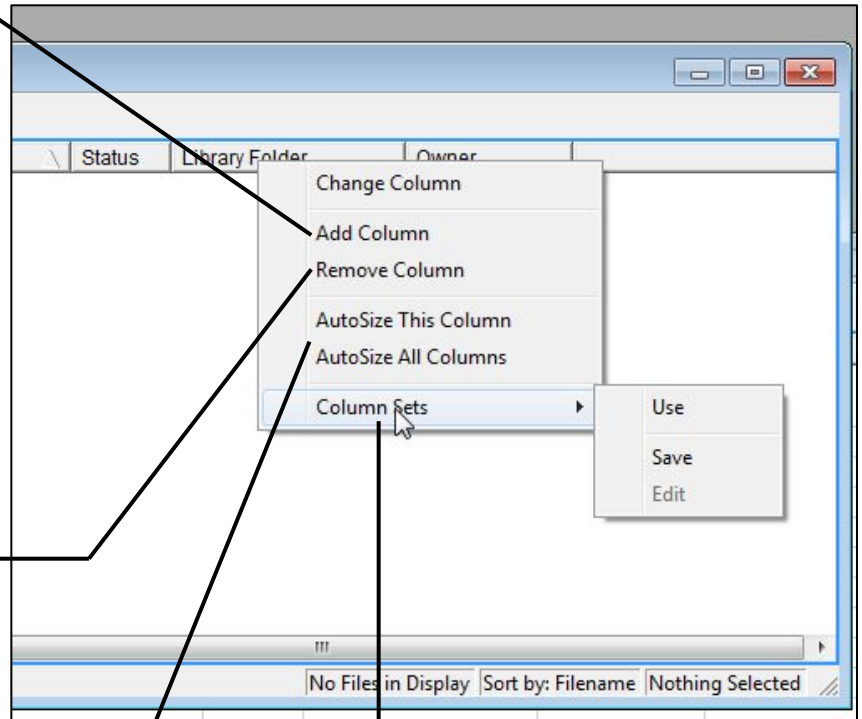 Status Library Folder Owner
Change Column
Add Column
Remove Column
AutoSize This Column
AutoSize All Columns
Column Sets
Use
Save
Edit
No Files in Display Sort by: Filename Nothing Selected